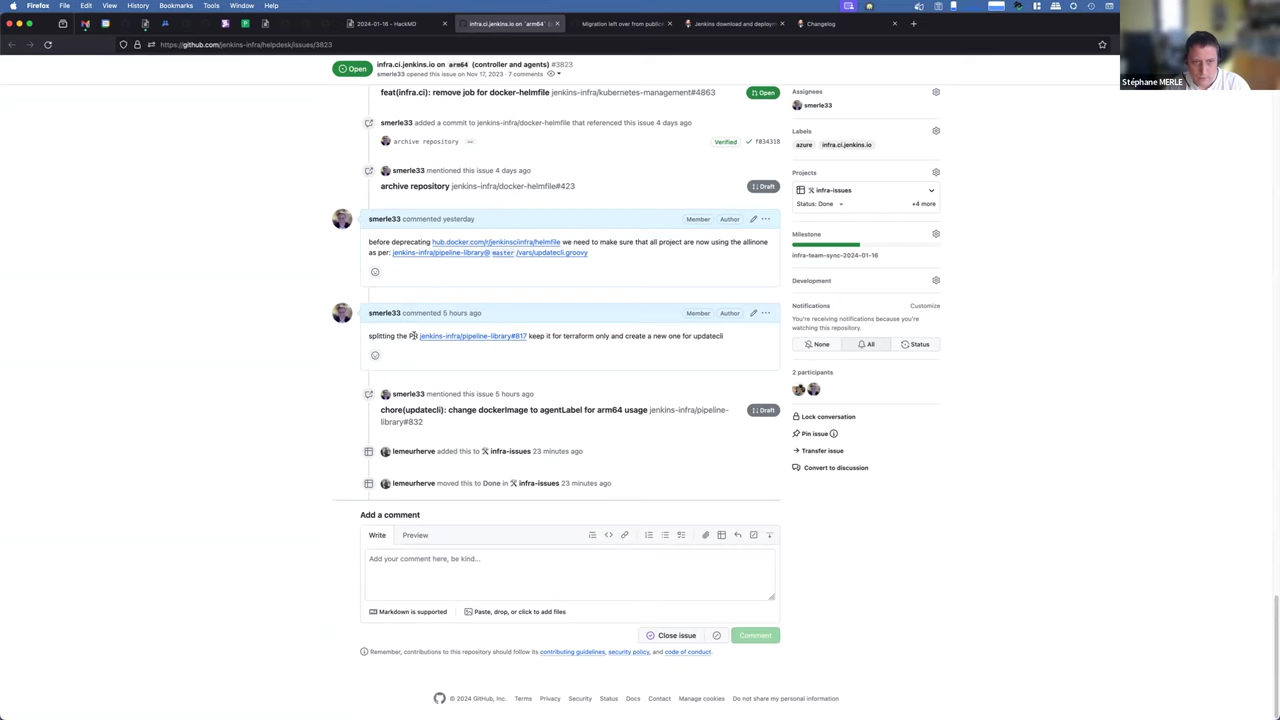 2024-01-16 - HackMD
infra.ci.jenkins.io on `arm64`
Migration left over from public
Jenkins download and deploym
Changelog
https://github.com/jenkins-infra/helpdesk/issues/3823
Stéphane MERLE
Open
infra.ci.jenkins.io on arm64 (controller and agents) #3823
smerle33 opened this issue on Nov 17, 2023 · 7 comments
feat(infra.ci): remove job for docker-helmfile jenkins-infra/kubernetes-management#4863
Open
smerle33 added a commit to jenkins-infra/docker-helmfile that referenced this issue 4 days ago
archive repository
Verified
f034318
smerle33 mentioned this issue 4 days ago
archive repository jenkins-infra/docker-helmfile#423
Draft
smerle33 commented yesterday
Member
Author
before deprecating hub.docker.com/r/jenkinsciinfra/helmfile we need to make sure that all project are now using the allinone
as per: jenkins-infra/pipeline-library@ master /vars/updatecli.groovy
smerle33 commented 5 hours ago
Member
Author
splitting the PR jenkins-infra/pipeline-library#817 keep it for terraform only and create a new one for updatecli
smerle33 mentioned this issue 5 hours ago
chore(updatecli): change dockerImage to agentLabel for arm64 usage jenkins-infra/pipeline-
library#832
Draft
lemeurherve added this to infra-issues 23 minutes ago
lemeurherve moved this to Done in infra-issues 23 minutes ago
Add a comment
Write
Preview
Add your comment here, be kind...
Markdown is supported
Paste, drop, or click to add files
Close issue
Comment
Remember, contributions to this repository should follow its contributing guidelines, security policy, and code of conduct.
Assignees
smerle33
Labels
azure
infra.ci.jenkins.io
Projects
infra-issues
Status: Done
+4 more
Milestone
infra-team-sync-2024-01-16
Development
Notifications
Customize
You're receiving notifications because you're
watching this repository.
None
All
Status
2 participants
Lock conversation
Pin issue
Transfer issue
Convert to discussion
© 2024 GitHub, Inc.
Terms
Privacy
Security
Status
Docs
Contact
Manage cookies
Do not share my personal information